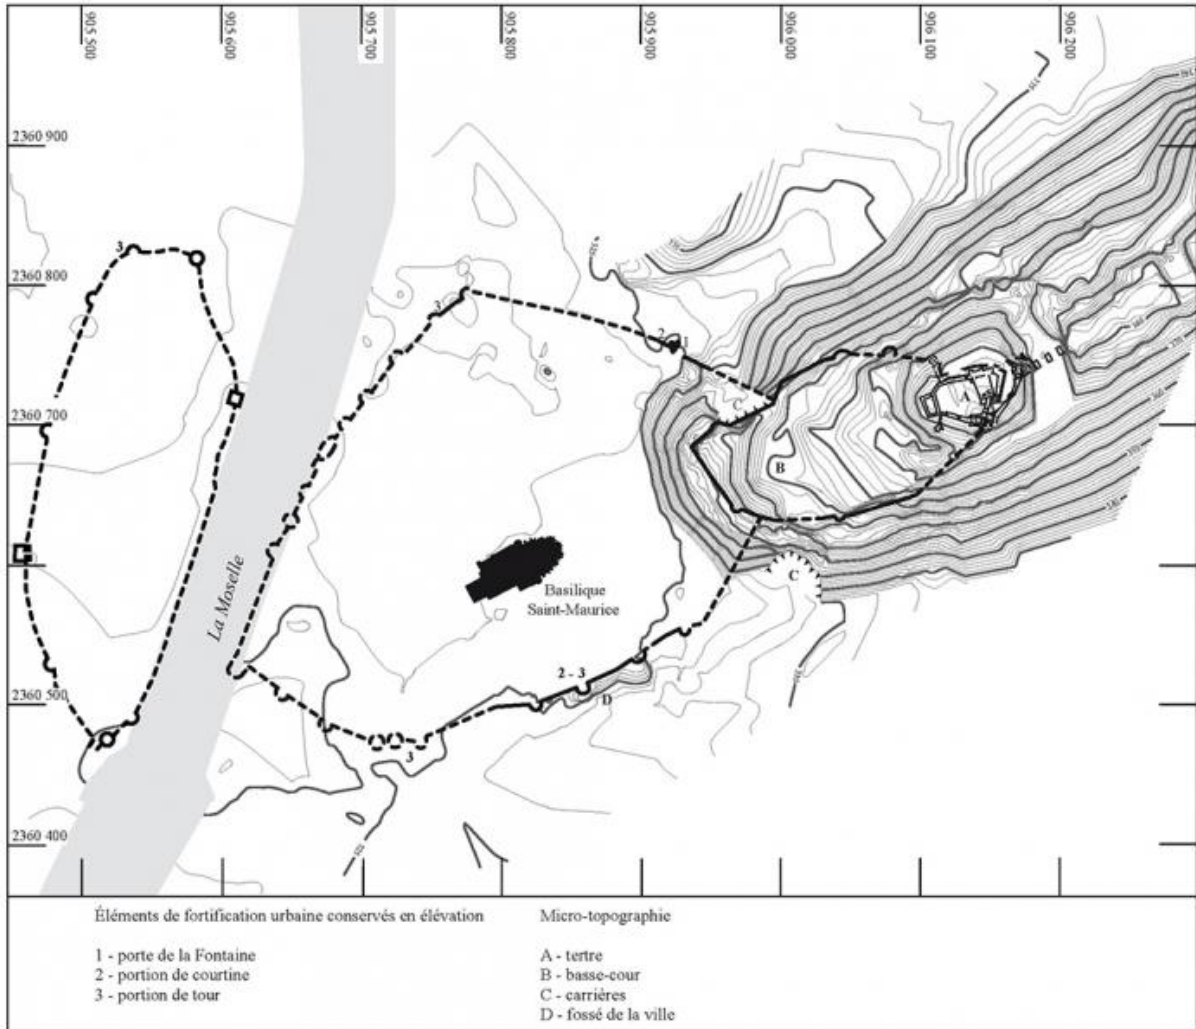 905 500
905 600
905 700
905 800
905 900
906 000
906 100
906 200
2360 900
2360 800
2360 700
2360 500
2360 400
3
3
2
1
C
A
B
C
La Moselle
Basilique
Saint-Maurice
2 - 3
D
3
Éléments de fortification urbaine conservés en élévation
1 - porte de la Fontaine
2 - portion de courtine
3 - portion de tour
Micro-topographie
A - tertre
B - basse-cour
C - carrières
D - fossé de la ville